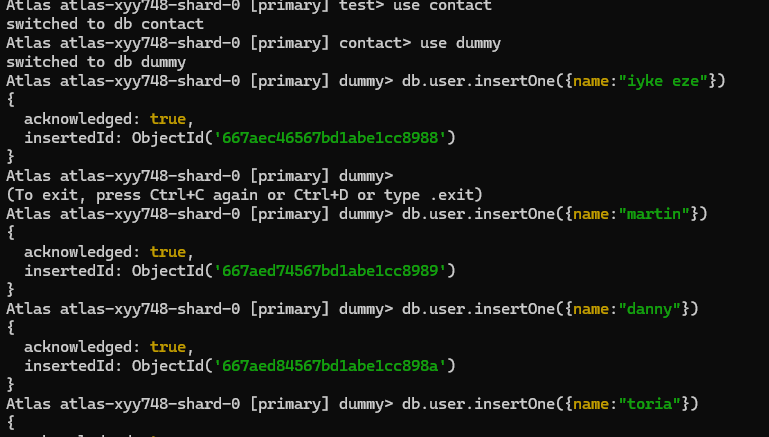 Atlas atlas-xyy748-shard-0 [primary] test> use contact
switched to db contact
Atlas atlas-xyy748-shard-0 [primary] contact> use dummy
switched to db dummy
Atlas atlas-xyy748-shard-0 [primary] dummy> db.user.insertOne({name:"iyke eze"})
{
  acknowledged: true,
  insertedId: ObjectId('667aec46567bd1abe1cc8988')
}
Atlas atlas-xyy748-shard-0 [primary] dummy>
(To exit, press Ctrl+C again or Ctrl+D or type .exit)
Atlas atlas-xyy748-shard-0 [primary] dummy> db.user.insertOne({name:"martin"})
{
  acknowledged: true,
  insertedId: ObjectId('667aed74567bd1abe1cc8989')
}
Atlas atlas-xyy748-shard-0 [primary] dummy> db.user.insertOne({name:"danny"})
{
  acknowledged: true,
  insertedId: ObjectId('667aed84567bd1abe1cc898a')
}
Atlas atlas-xyy748-shard-0 [primary] dummy> db.user.insertOne({name:"toria"})
{